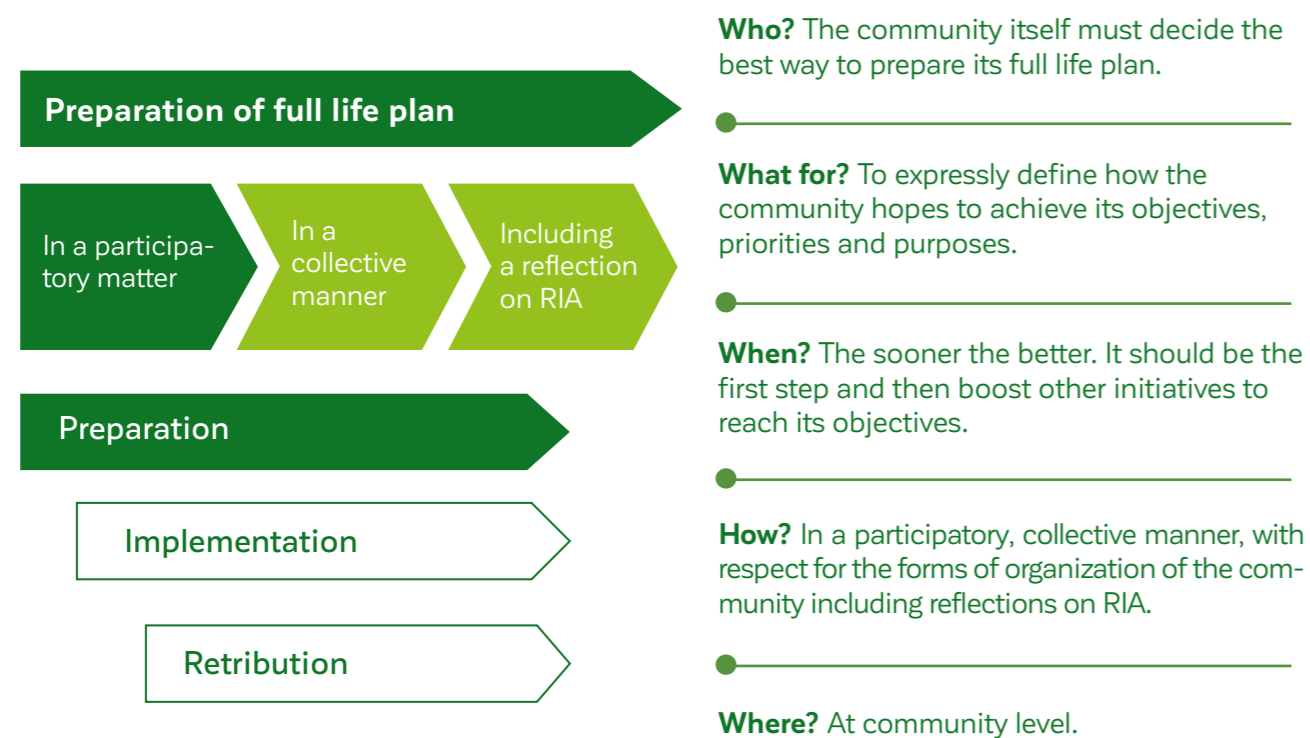 Preparation of full life plan
In a participa-
tory matter
In a
collective
manner
Including
a reflection
on RIA
Preparation
Implementation
Retribution
Who? The community itself must decide the
best way to prepare its full life plan.
What for? To expressly define how the
community hopes to achieve its objectives,
priorities and purposes.
When? The sooner the better. It should be the
first step and then boost other initiatives to
reach its objectives.
How? In a participatory, collective manner, with
respect for the forms of organization of the com-
munity including reflections on RIA.
Where? At community level.